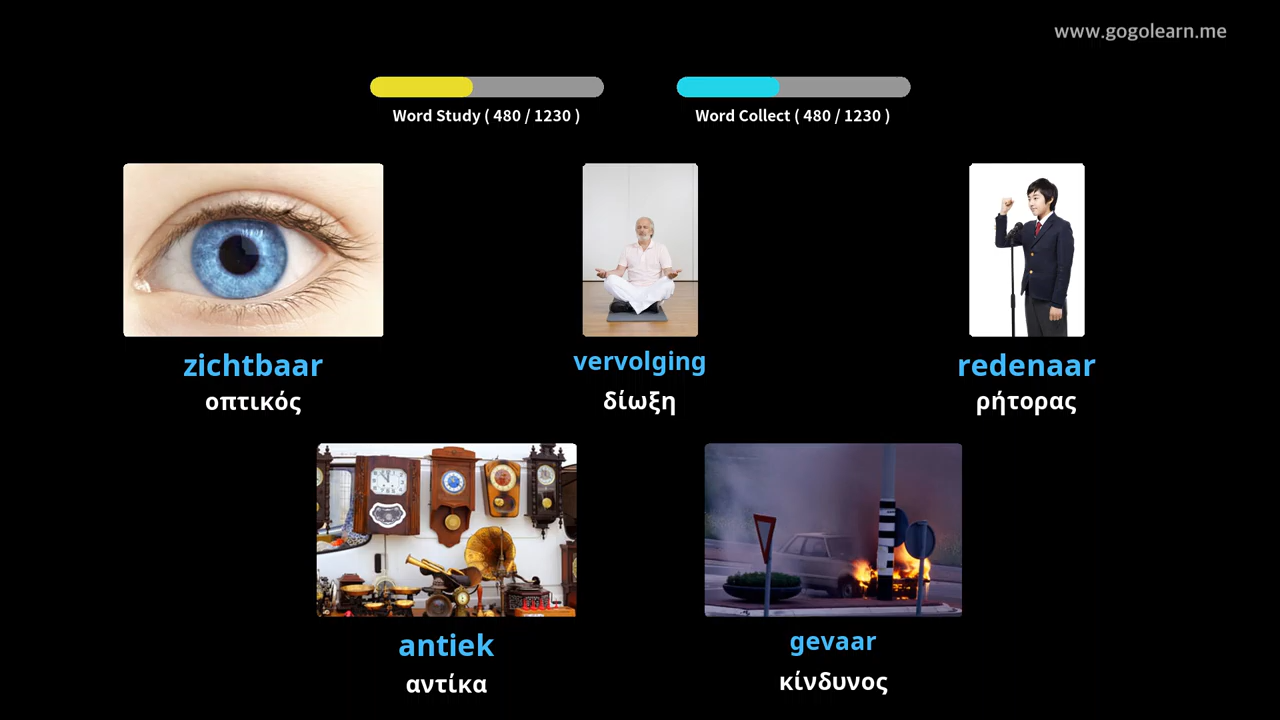 www.gogolearn.me
Word Study ( 480 / 1230 )
Word Collect ( 480 / 1230 )
zichtbaar
οπτικός
vervolging
δίωξη
redenaar
ρήτορας
antiek
αντίκα
gevaar
κίνδυνος